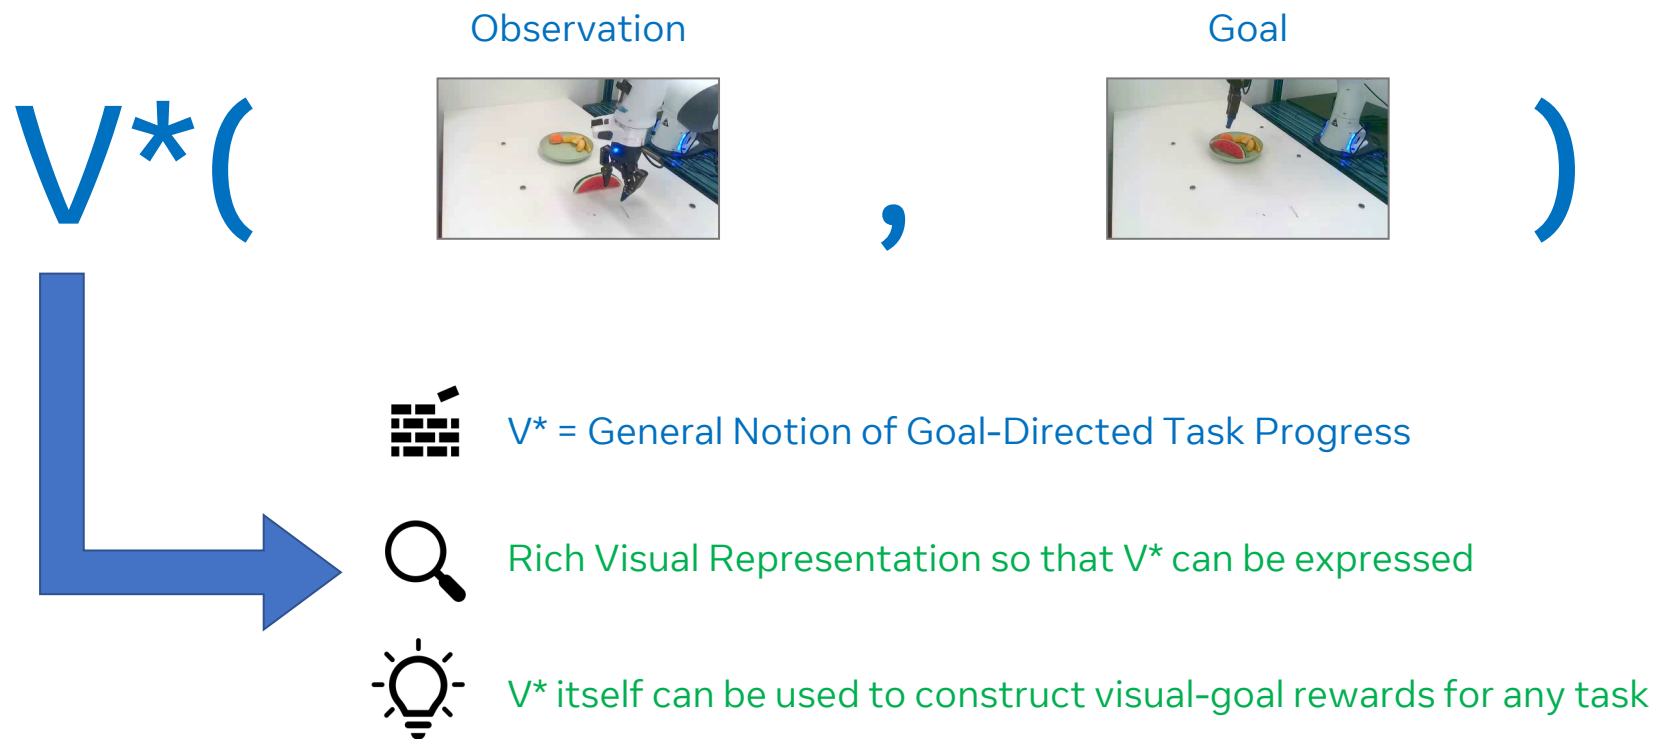 Observation
Goal
V*( , )
V* = General Notion of Goal-Directed Task Progress
Rich Visual Representation so that V* can be expressed
V* itself can be used to construct visual-goal rewards for any task